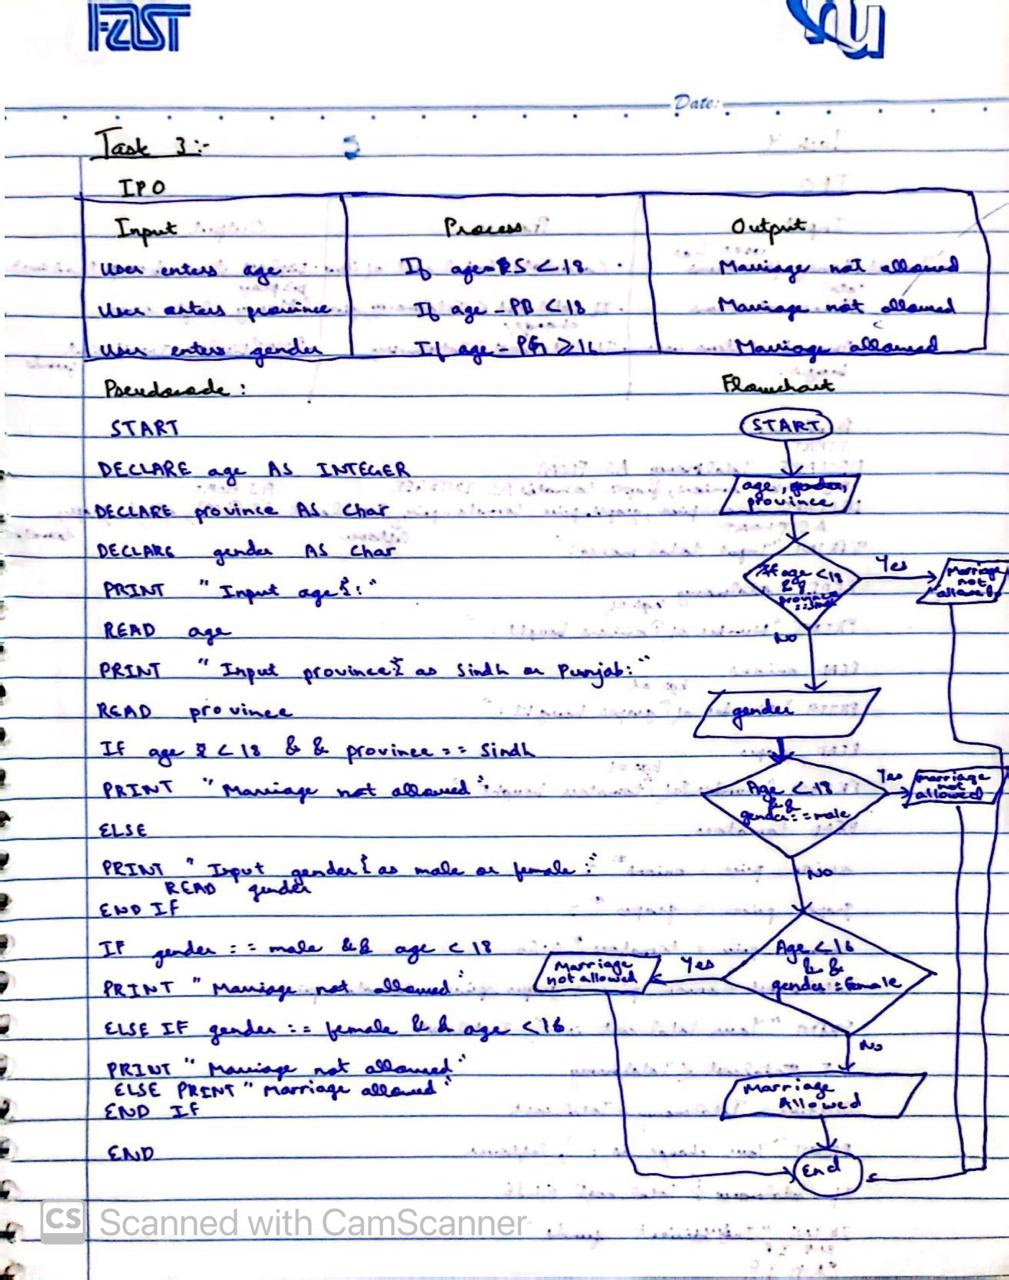 FAST
nu
Date:
Task 3:-
IPO
Input Process Output
User enters age If age-S < 18 Marriage not allowed
User enters province If age - PB < 18 Marriage not allowed
User enters gender If age - PG ≥ 16 Marriage allowed
Pseudocode :
START
DECLARE age AS INTEGER
DECLARE province AS Char
DECLARE gender AS Char
PRINT " Input age :"
READ age
PRINT " Input province as Sindh or Punjab: "
READ province
If age < 18 && province == Sindh
PRINT "Marriage not allowed"
ELSE
PRINT " Input gender as male or female :"
READ gender
END IF
IF gender == male && age < 18
PRINT "Marriage not allowed"
ELSE IF gender == female && age < 16.
PRINT " Marriage not allowed"
ELSE PRINT " Marriage allowed"
END IF
END
Flowchart
START
age,
province
If age < 18
&&
province
== Sindh
Yes
Marriage
not
allowed
No
gender
Age < 18
&&
gender == male
Yes
marriage
not
allowed
No
Age < 16
&&
gender = Female
Yes
Marriage
not allowed
No
Marriage
Allowed
End
CS Scanned with CamScanner